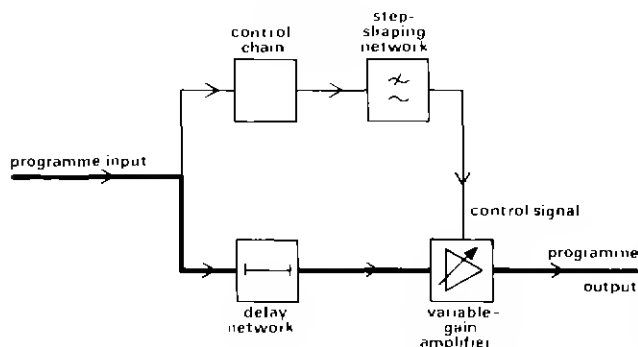 control
chain
step-
shaping
network
programme input
control signal
programme
output
delay
network
variable-
gain
amplifier